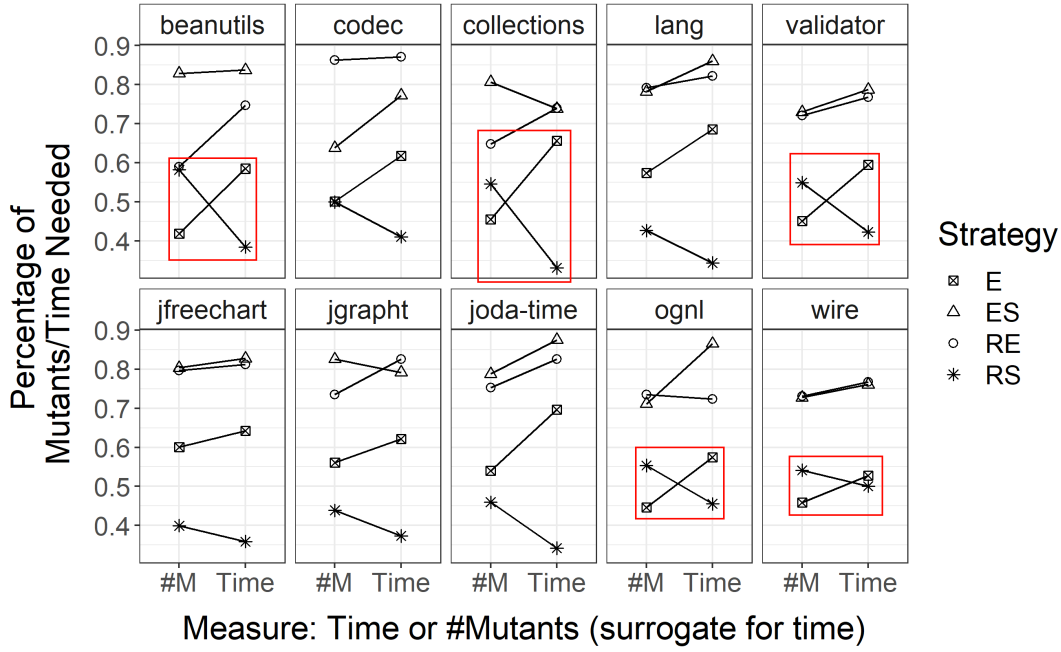 beanutils codec collections lang validator
0.9
0.8
0.7
0.6
0.5
0.4
jfreechart jgrapht joda-time ognl wire
0.9
0.8
0.7
0.6
0.5
0.4
#M Time #M Time #M Time #M Time #M Time
Percentage of
Mutants/Time Needed
Measure: Time or #Mutants (surrogate for time)
Strategy
E
ES
RE
RS